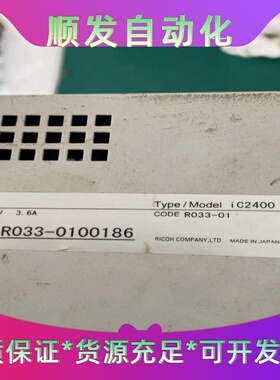 顺发自动化
Type/Model iC2400
V 3.6A
CODE R033-01
R033-0100186
RICOH COMPANY,LTD. MADE IN JAPAN
质保证*货源充足*可开发